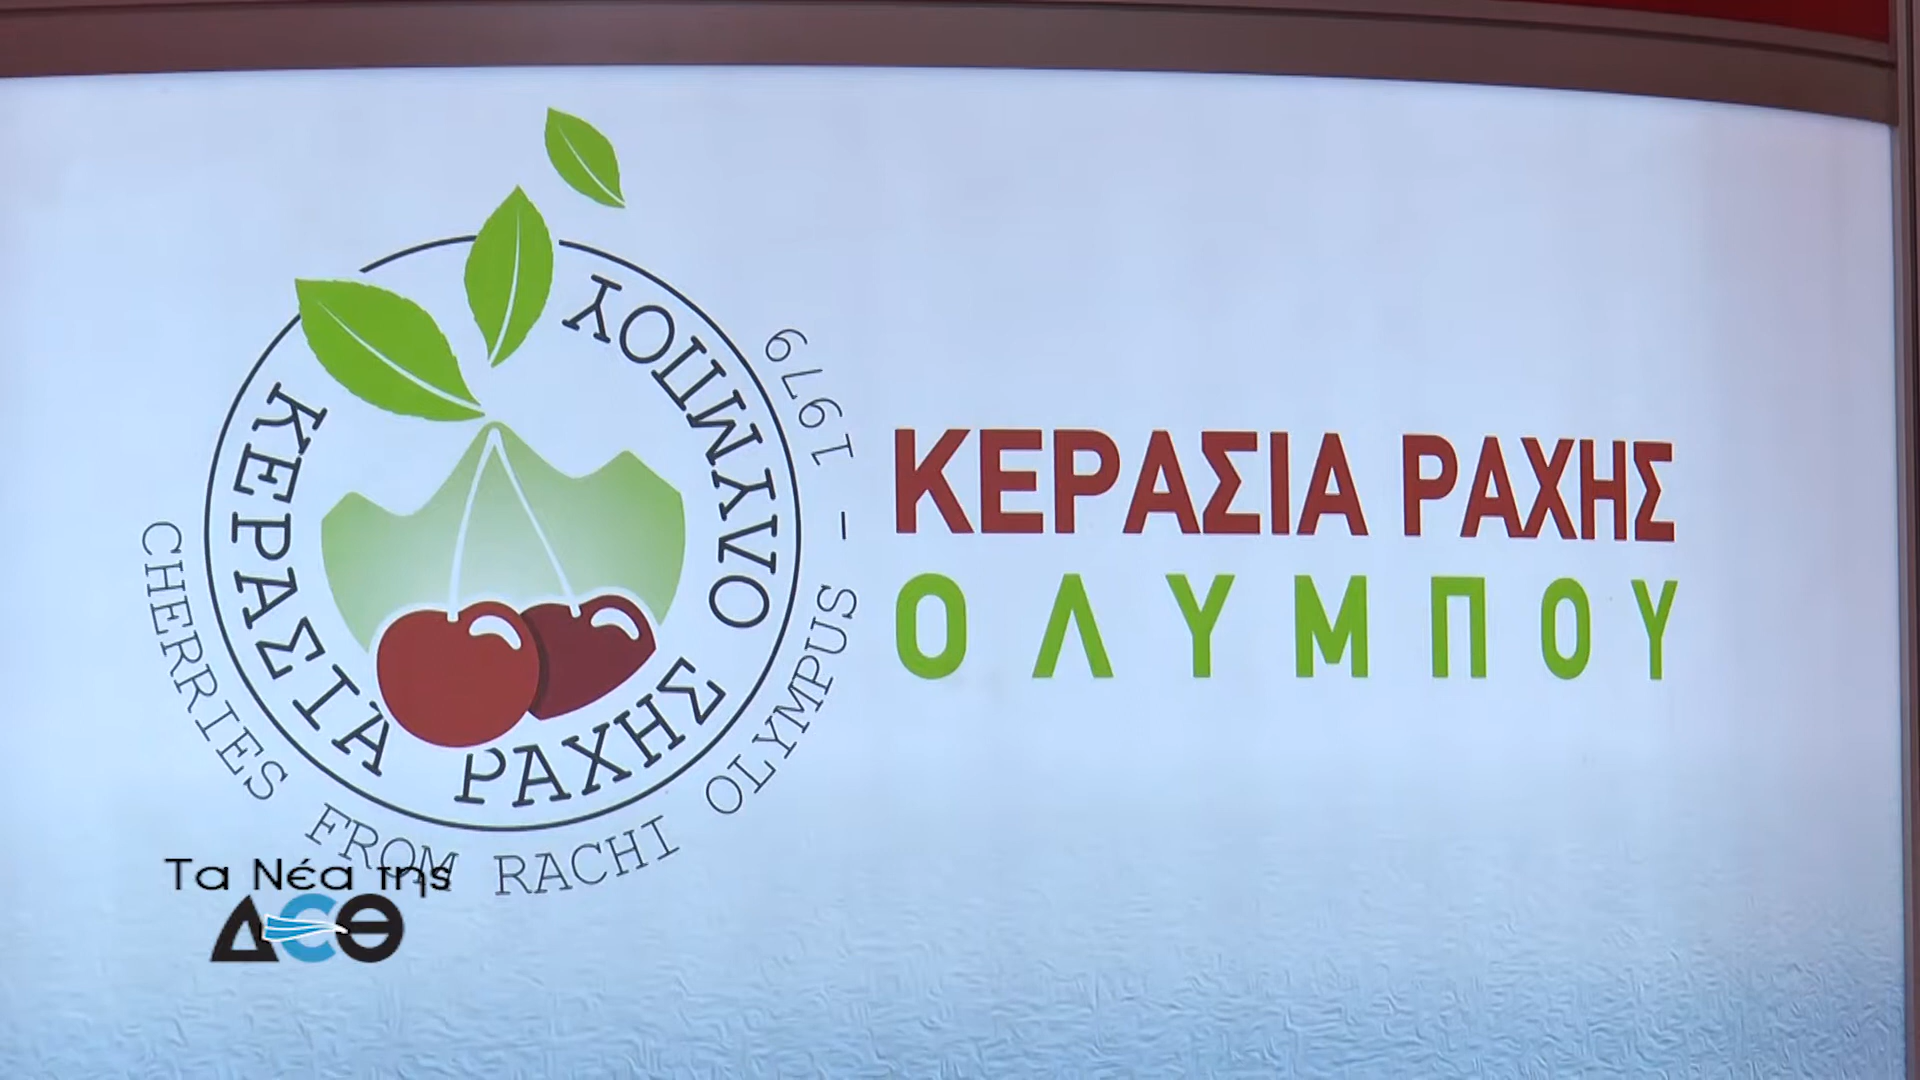 ΚΕΡΑΣΙΑ ΡΑΧΗΣ ΟΛΥΜΠΟΥ
CHERRIES FROM RACHI OLYMPUS - 1979
ΚΕΡΑΣΙΑ ΡΑΧΗΣ
ΟΛΥΜΠΟΥ
Τα Νέα της
ΔΕΘ